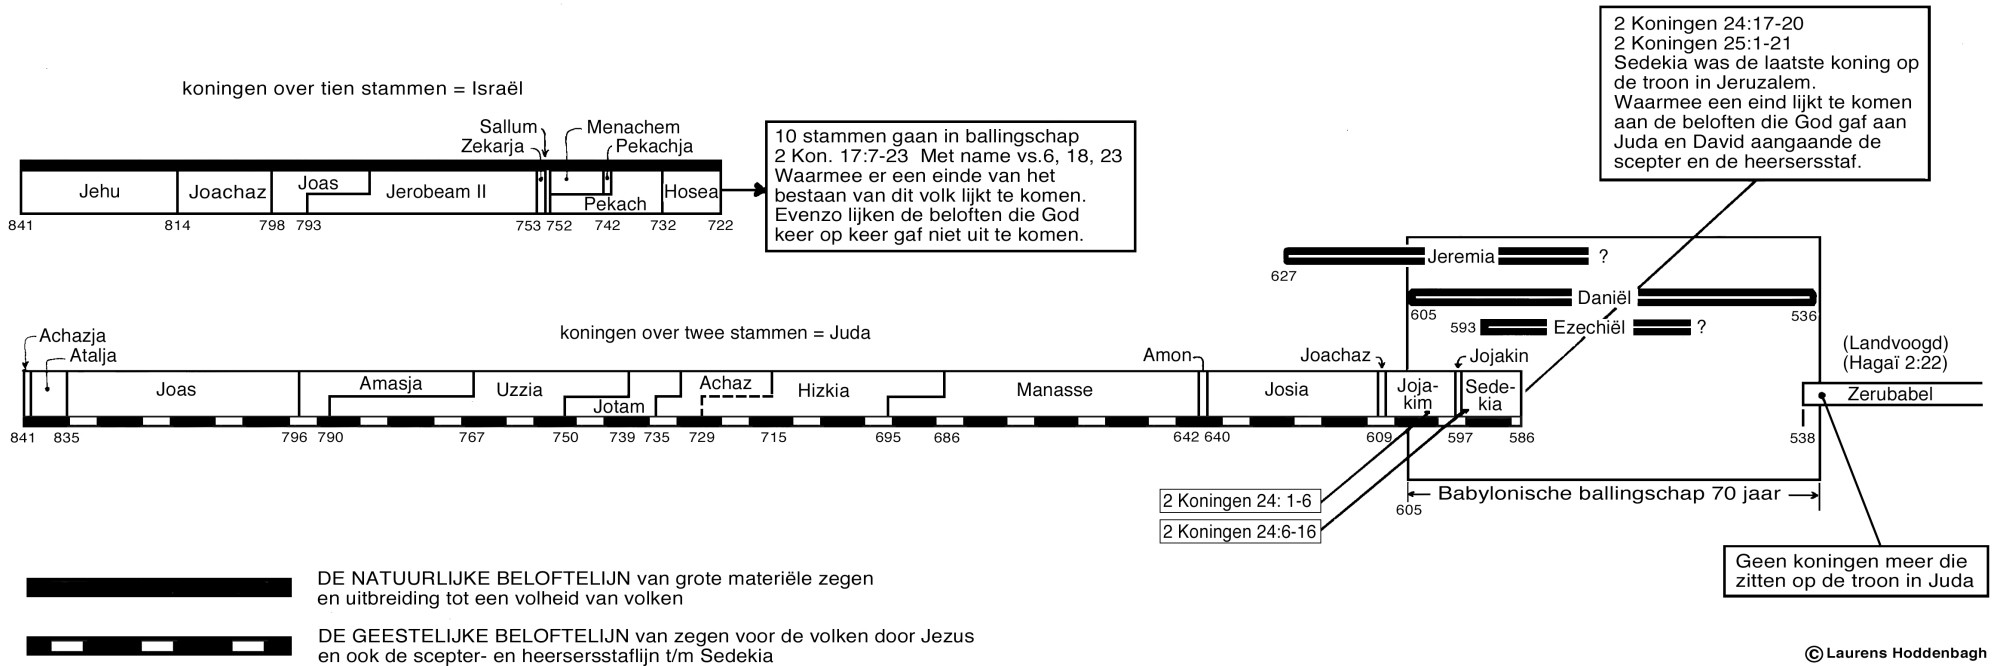 2 Koningen 24:17-20
2 Koningen 25:1-21
Sedekia was de laatste koning op
de troon in Jeruzalem.
Waarmee een eind lijkt te komen
aan de beloften die God gaf aan
Juda en David aangaande de
scepter en de heersersstaf.
koningen over tien stammen = Israël
Sallum
Zekarja
Menachem
Pekachja
Jehu
Joachaz
Joas
Jerobeam II
Pekach
Hosea
841
814
798
793
753
752
742
732
722
10 stammen gaan in ballingschap
2 Kon. 17:7-23 Met name vs.6, 18, 23
Waarmee er een einde van het
bestaan van dit volk lijkt te komen.
Evenzo lijken de beloften die God
keer op keer gaf niet uit te komen.
Jeremia
?
627
Daniël
605
536
593
Ezechiël
?
koningen over twee stammen = Juda
Achazja
Atalja
Joas
Amasja
Uzzia
Jotam
Achaz
Hizkia
Manasse
Amon
Josia
Joachaz
Joja-
kim
Jojakin
Sede-
kia
(Landvoogd)
(Hagaï 2:22)
Zerubabel
841
835
796
790
767
750
739
735
729
715
695
686
642
640
609
597
586
538
2 Koningen 24: 1-6
2 Koningen 24:6-16
Babylonische ballingschap 70 jaar
605
Geen koningen meer die
zitten op de troon in Juda
DE NATUURLIJKE BELOFTELIJN van grote materiële zegen
en uitbreiding tot een volheid van volken
DE GEESTELIJKE BELOFTELIJN van zegen voor de volken door Jezus
en ook de scepter- en heersersstaflijn t/m Sedekia
© Laurens Hoddenbagh